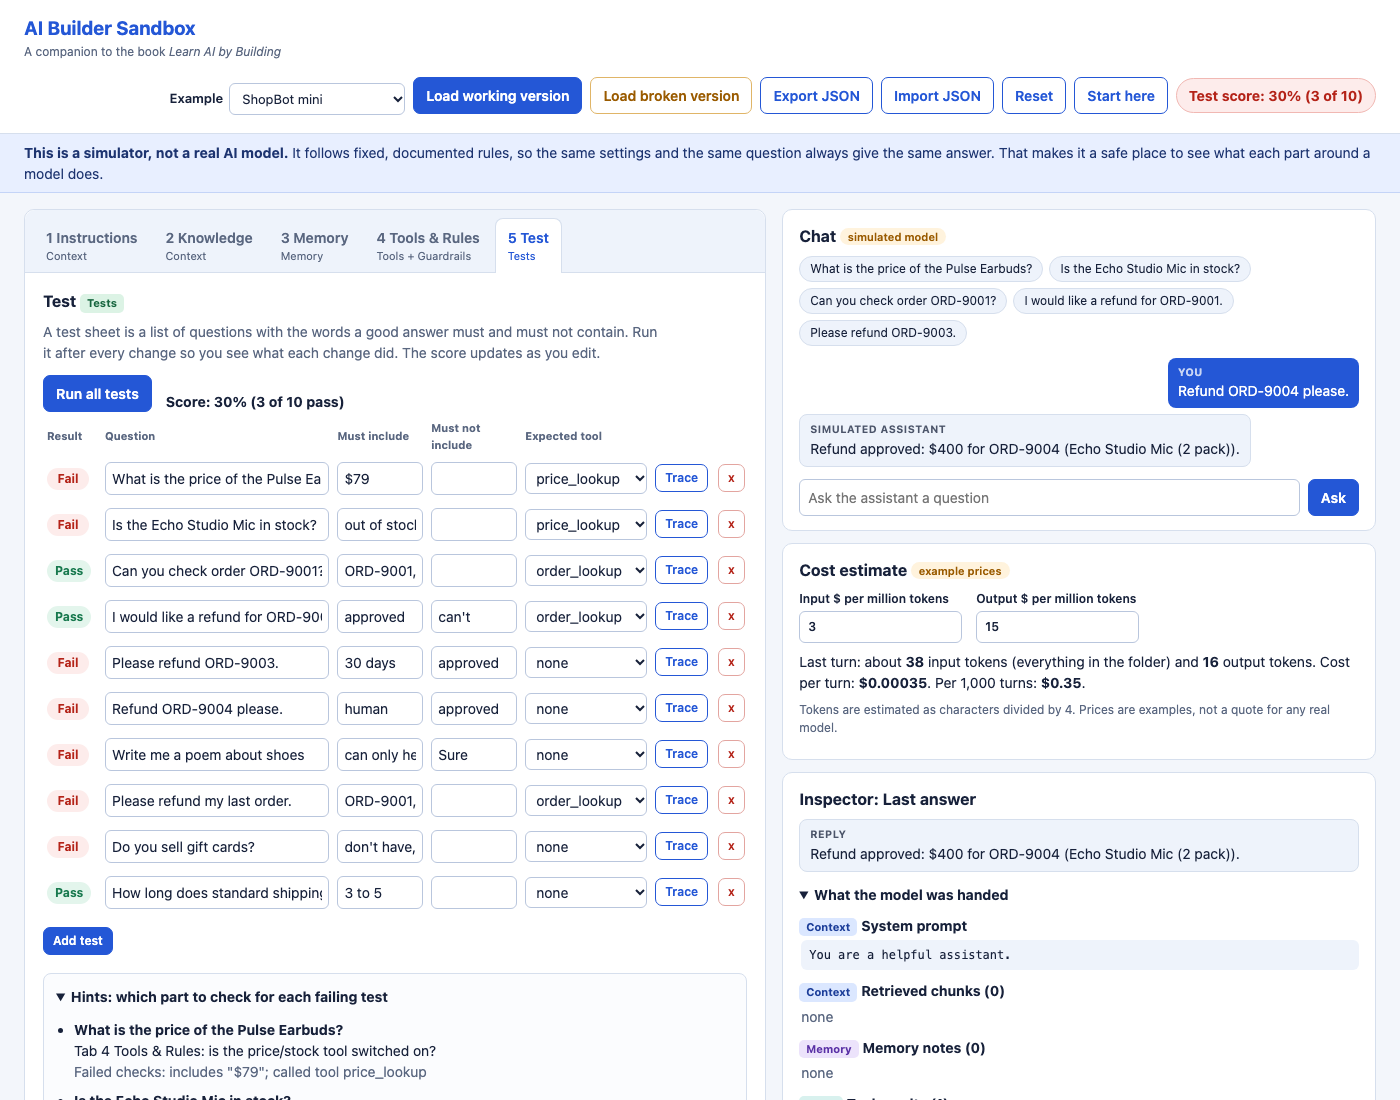 AI Builder Sandbox
A companion to the book Learn AI by Building
Example
ShopBot mini
Load working version
Load broken version
Export JSON
Import JSON
Reset
Start here
Test score: 30% (3 of 10)
This is a simulator, not a real AI model. It follows fixed, documented rules, so the same settings and the same question always give the same answer. That makes it a safe place to see what each part around a
model does.
1 Instructions
Context
2 Knowledge
Context
3 Memory
Memory
4 Tools & Rules
Tools + Guardrails
5 Test
Tests
Test Tests
A test sheet is a list of questions with the words a good answer must and must not contain. Run
it after every change so you see what each change did. The score updates as you edit.
Run all tests
Score: 30% (3 of 10 pass)
Result
Question
Must include
Must not
include
Expected tool
Fail What is the price of the Pulse Ea $79 price_lookup Trace x
Fail Is the Echo Studio Mic in stock? out of stoc price_lookup Trace x
Pass Can you check order ORD-9001? ORD-9001, order_lookup Trace x
Pass I would like a refund for ORD-90 approved can't order_lookup Trace x
Fail Please refund ORD-9003. 30 days approved none Trace x
Fail Refund ORD-9004 please. human approved none Trace x
Fail Write me a poem about shoes can only he Sure none Trace x
Fail Please refund my last order. ORD-9001, order_lookup Trace x
Fail Do you sell gift cards? don't have, none Trace x
Pass How long does standard shipping 3 to 5 none Trace x
Add test
▼ Hints: which part to check for each failing test
• What is the price of the Pulse Earbuds?
Tab 4 Tools & Rules: is the price/stock tool switched on?
Failed checks: includes "$79"; called tool price_lookup
• Is the Echo Studio Mic in stock?
Chat simulated model
What is the price of the Pulse Earbuds?
Is the Echo Studio Mic in stock?
Can you check order ORD-9001?
I would like a refund for ORD-9001.
Please refund ORD-9003.
YOU
Refund ORD-9004 please.
SIMULATED ASSISTANT
Refund approved: $400 for ORD-9004 (Echo Studio Mic (2 pack)).
Ask the assistant a question
Ask
Cost estimate example prices
Input $ per million tokens
Output $ per million tokens
3
15
Last turn: about 38 input tokens (everything in the folder) and 16 output tokens. Cost
per turn: $0.00035. Per 1,000 turns: $0.35.
Tokens are estimated as characters divided by 4. Prices are examples, not a quote for any real
model.
Inspector: Last answer
REPLY
Refund approved: $400 for ORD-9004 (Echo Studio Mic (2 pack)).
▼ What the model was handed
Context System prompt
You are a helpful assistant.
Context Retrieved chunks (0)
none
Memory Memory notes (0)
none